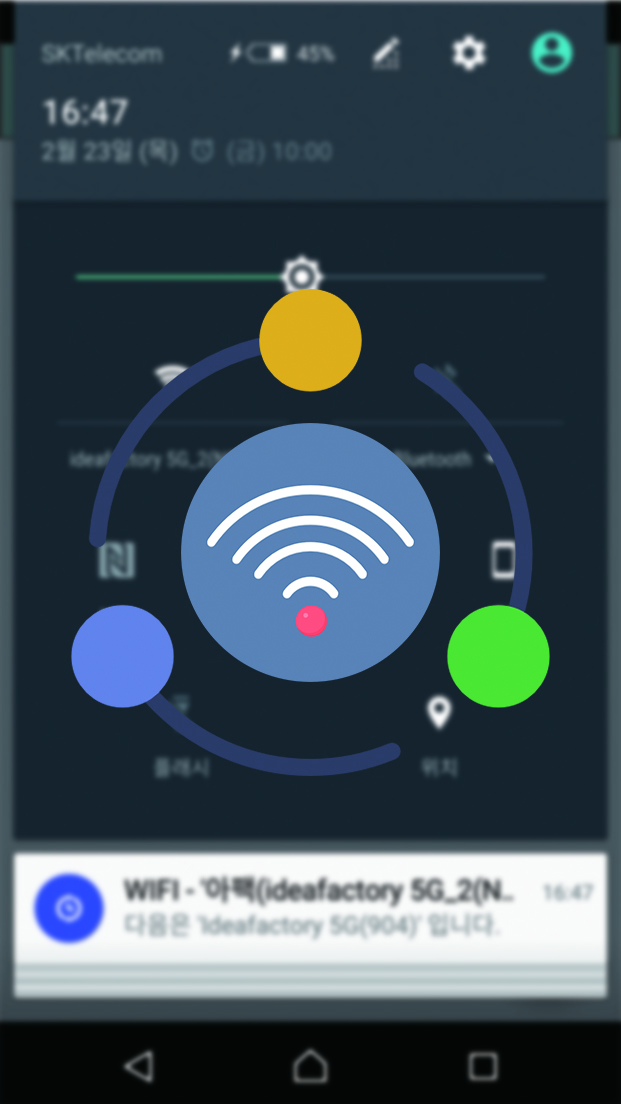 SKTelecom 45%
16:47
2월 23일 (목) (금) 10:00
ideafactory 5G_2(N
Bluetooth
플래시
위치
WIFI - '아팩(ideafactory 5G_2(N.. 16:47
다음은 'Ideafactory 5G(904)' 입니다.